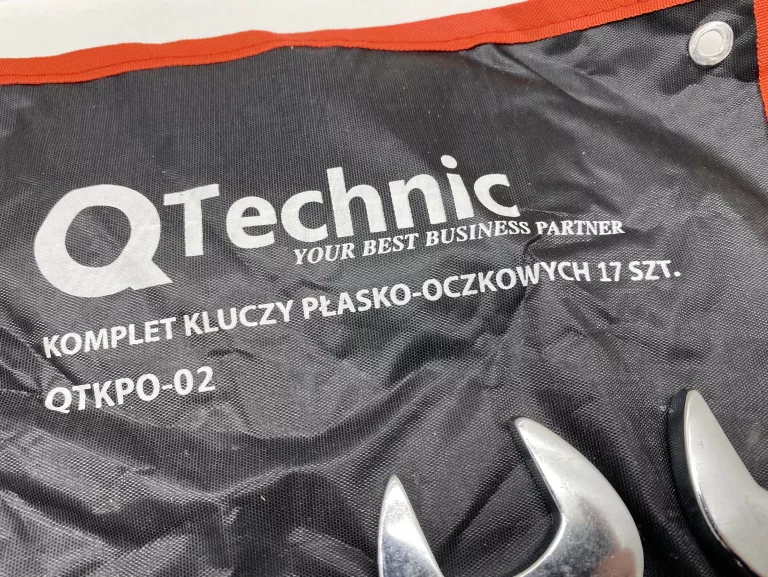 QTechnic
YOUR BEST BUSINESS PARTNER
KOMPLET KLUCZY PŁASKO-OCZKOWYCH 17 SZT.
QTKPO-02